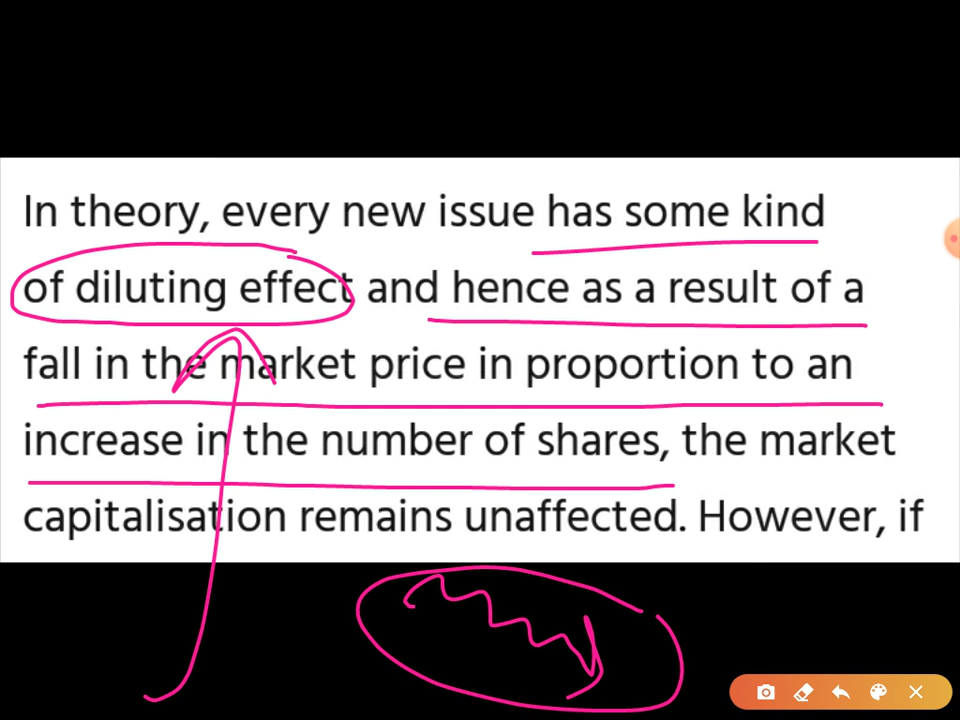 In theory, every new issue has some kind
of diluting effect and hence as a result of a
fall in the market price in proportion to an
increase in the number of shares, the market
capitalisation remains unaffected. However, if